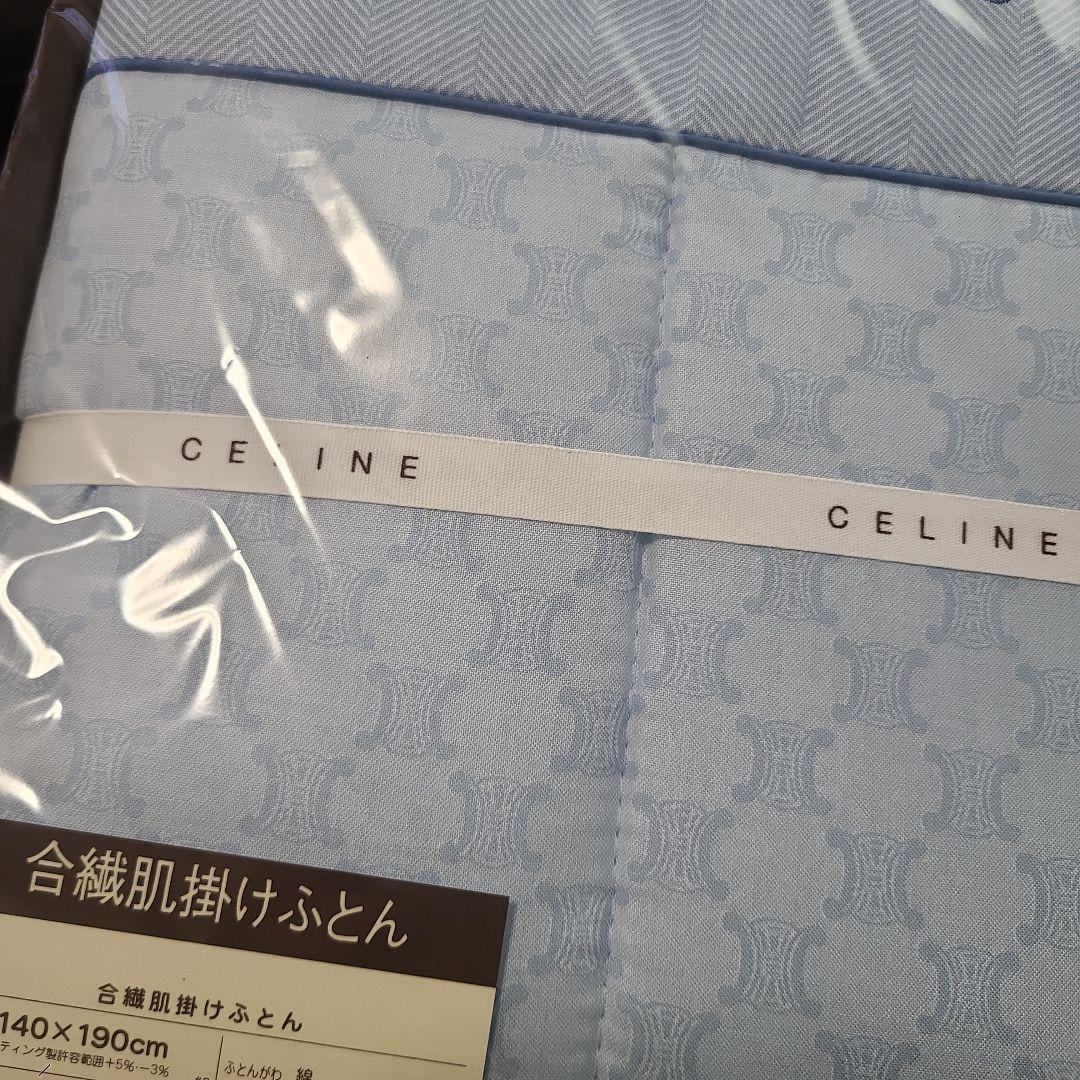 CELINE
CELINE
合繊肌掛けふとん
合繊肌掛けふとん
140×190cm
ティング製許容範囲+5%·−3%
ふとんがわ 綿